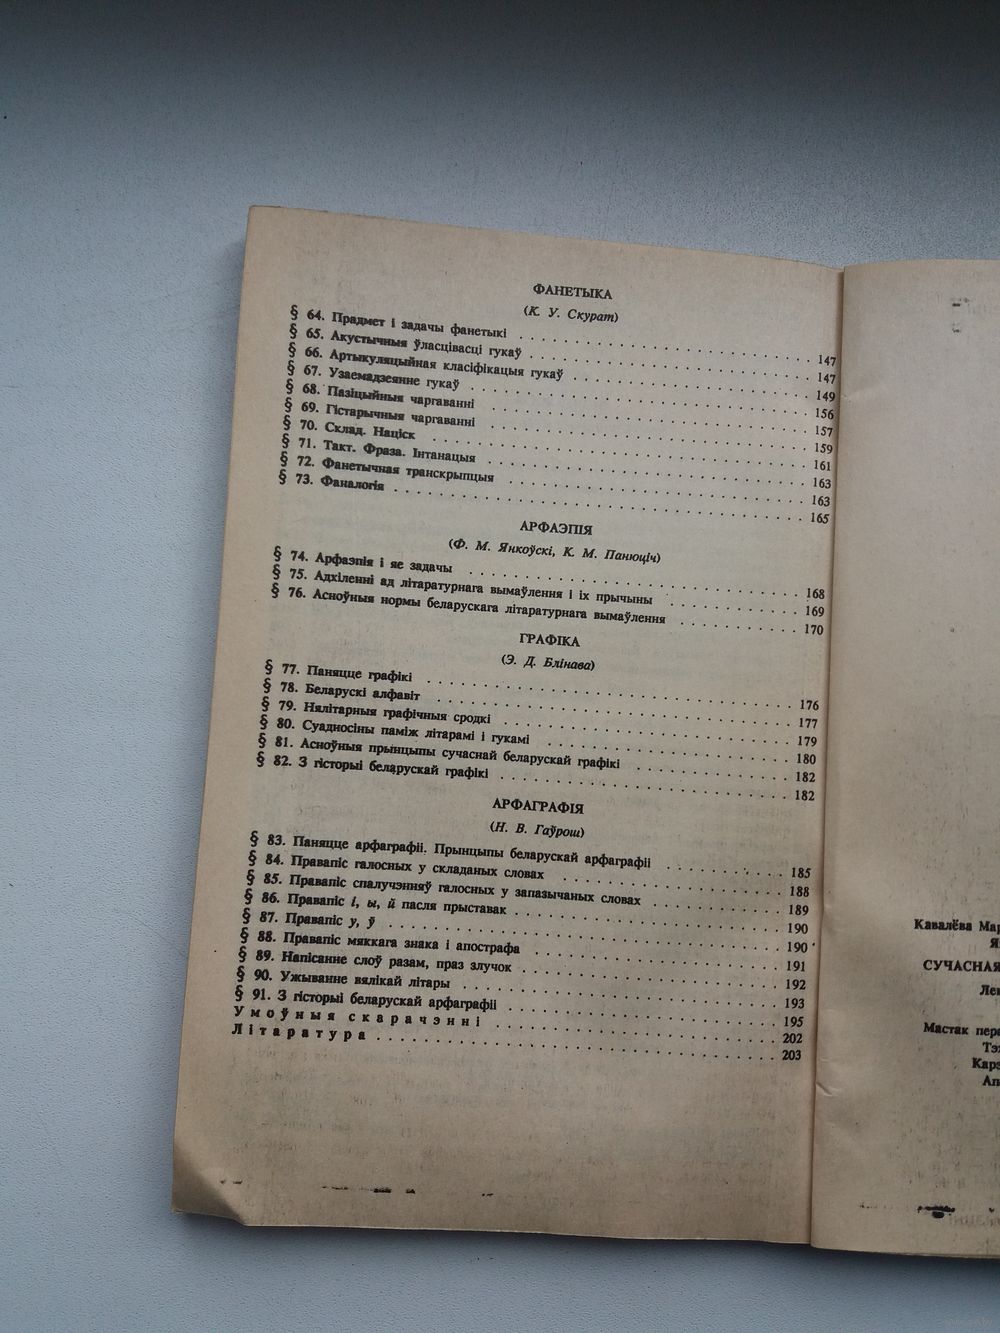 ФАНЕТЫКА
(К. У. Скурат)
§ 64. Прадмет і задачы фанетыкі . . . 147
§ 65. Акустычныя ўласцівасці гукаў . . . 147
§ 66. Артыкуляцыйная класіфікацыя гукаў . . . 149
§ 67. Узаемадзеянне гукаў . . . 156
§ 68. Пазіцыйныя чаргаванні . . . 157
§ 69. Гістарычныя чаргаванні . . . 159
§ 70. Склад. Націск . . . 161
§ 71. Такт. Фраза. Інтанацыя . . . 163
§ 72. Фанетычная транскрыпцыя . . . 163
§ 73. Фаналогія . . . 165
АРФАЭПІЯ
(Ф. М. Янкоўскі, К. М. Панюціч)
§ 74. Арфаэпія і яе задачы . . . 168
§ 75. Адхіленні ад літаратурнага вымаўлення і іх прычыны . . . 169
§ 76. Асноўныя нормы беларускага літаратурнага вымаўлення . . . 170
ГРАФІКА
(Э. Д. Блінава)
§ 77. Паняцце графікі . . . 176
§ 78. Беларускі алфавіт . . . 177
§ 79. Нялітарныя графічныя сродкі . . . 179
§ 80. Суадносіны паміж літарамі і гукамі . . . 180
§ 81. Асноўныя прынцыпы сучаснай беларускай графікі . . . 182
§ 82. З гісторыі беларускай графікі . . . 182
АРФАГРАФІЯ
(Н. В. Гаўрош)
§ 83. Паняцце арфаграфіі. Прынцыпы беларускай арфаграфіі . . . 185
§ 84. Правапіс галосных у складаных словах . . . 188
§ 85. Правапіс спалучэнняў галосных у запазычаных словах . . . 189
§ 86. Правапіс і, ы, й пасля прыставак . . . 190
§ 87. Правапіс у, ў . . . 190
§ 88. Правапіс мяккага знака і апострафа . . . 191
§ 89. Напісанне слоў разам, праз злучок . . . 192
§ 90. Ужыванне вялікай літары . . . 193
§ 91. З гісторыі беларускай арфаграфіі . . . 195
Умоўныя скарачэнні . . . 202
Літаратура . . . 203
Кавалёва Мар
Я
СУЧАСНАЯ
Лен
Мастак пера
Тэх
Карэ
Ап